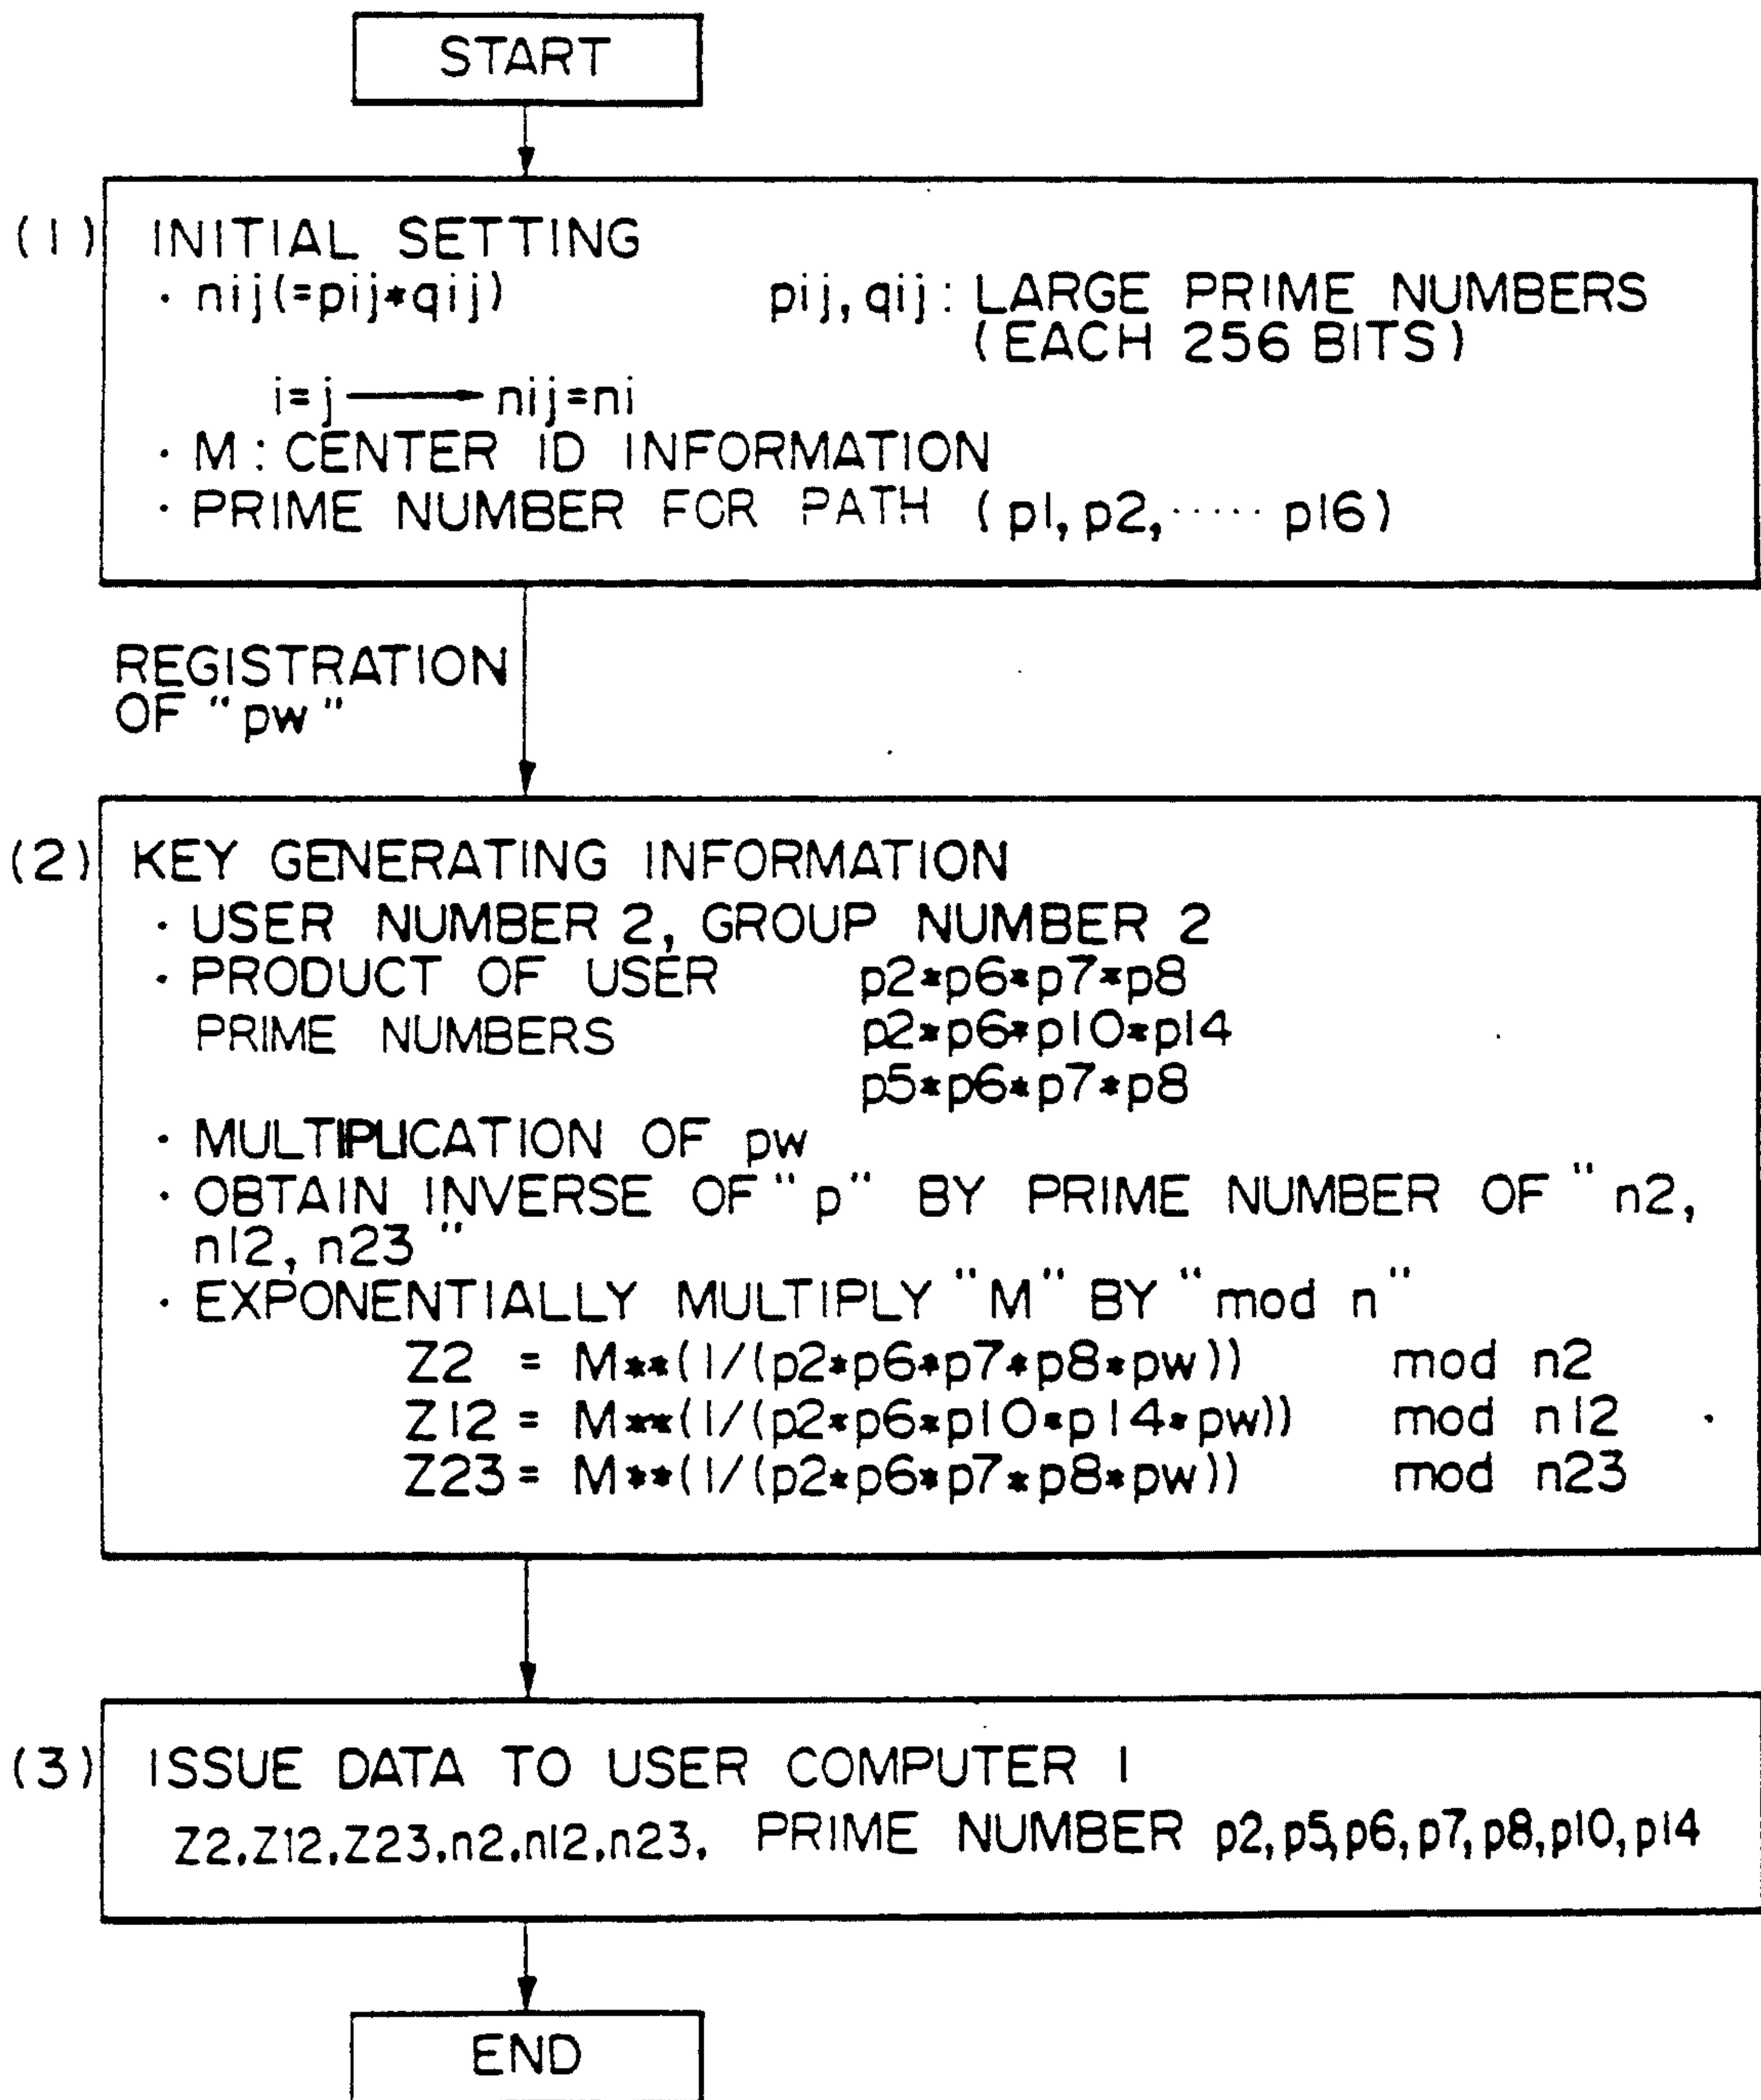 START
(1) INITIAL SETTING
· nij(=pij*qij) pij,qij: LARGE PRIME NUMBERS
(EACH 256 BITS)
i=j → nij=ni
· M: CENTER ID INFORMATION
· PRIME NUMBER FOR PATH (p1, p2, ····· p16)
REGISTRATION
OF "pw"
(2) KEY GENERATING INFORMATION
· USER NUMBER 2, GROUP NUMBER 2
· PRODUCT OF USER p2*p6*p7*p8
PRIME NUMBERS p2*p6*p10*p14
p5*p6*p7*p8
· MULTIPLICATION OF pw
· OBTAIN INVERSE OF "p" BY PRIME NUMBER OF "n2,
n12, n23"
· EXPONENTIALLY MULTIPLY "M" BY "mod n"
Z2 = M**(1/(p2*p6*p7*p8*pw)) mod n2
Z12 = M**(1/(p2*p6*p10*p14*pw)) mod n12
Z23 = M**(1/(p2*p6*p7*p8*pw)) mod n23
(3) ISSUE DATA TO USER COMPUTER 1
Z2,Z12,Z23,n2,n12,n23, PRIME NUMBER p2,p5,p6,p7,p8,p10,p14
END